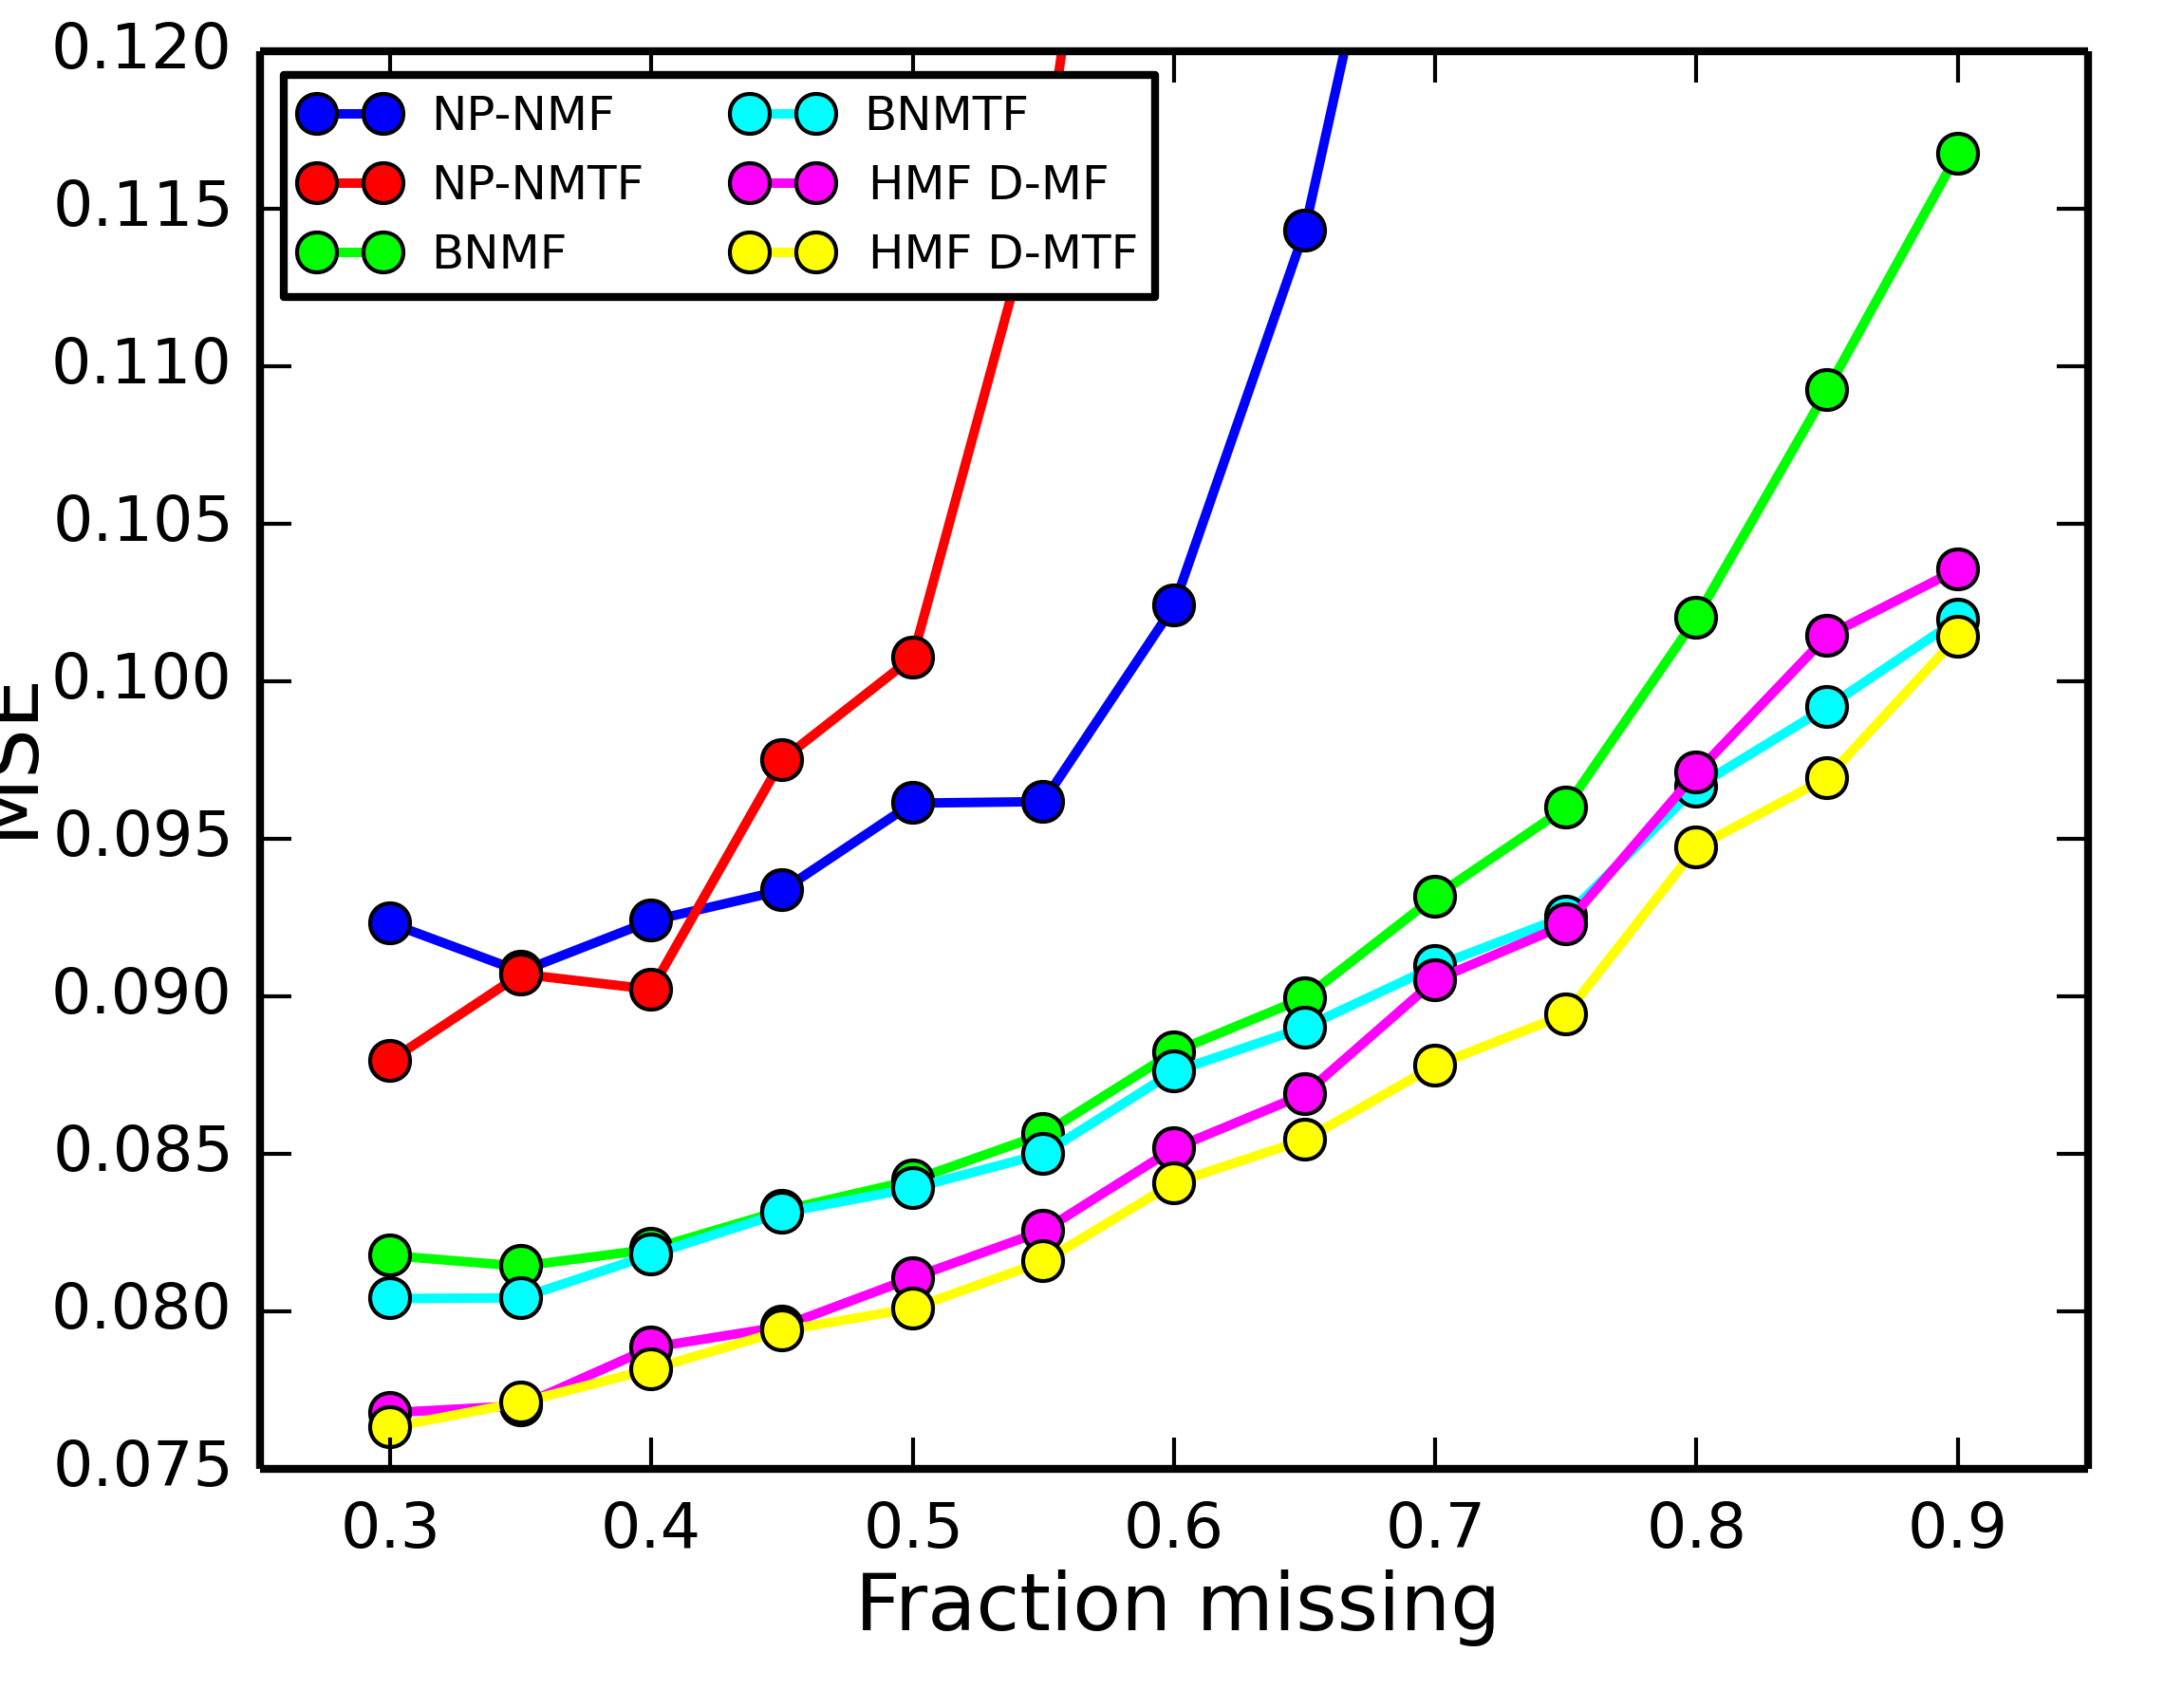 0.120
0.115
0.110
0.105
0.100
0.095
0.090
0.085
0.080
0.075
MSE
NP-NMF
NP-NMTF
BNMF
BNMTF
HMF D-MF
HMF D-MTF
0.3 0.4 0.5 0.6 0.7 0.8 0.9
Fraction missing